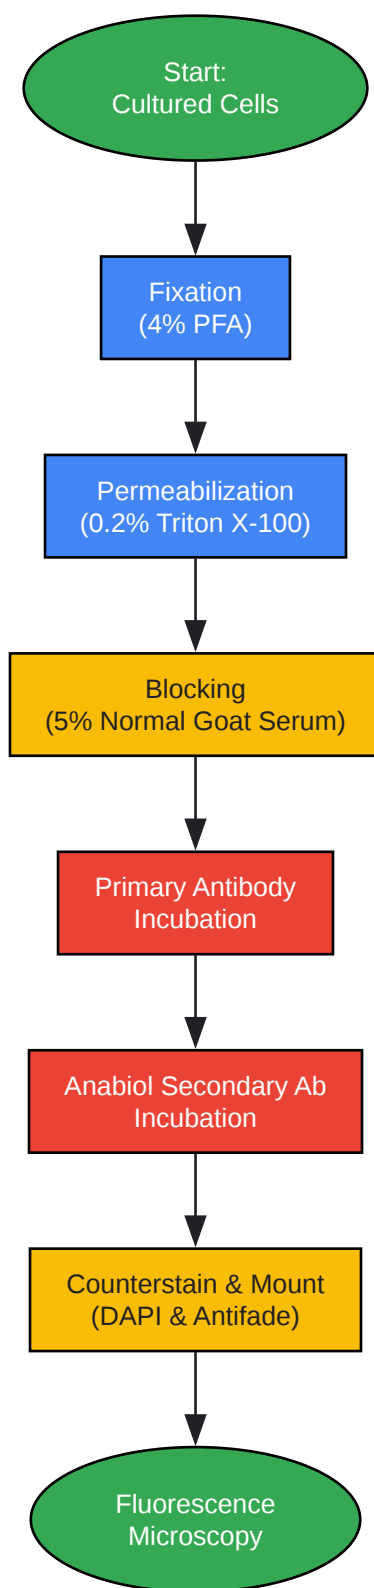 Start:
Cultured Cells
Fixation
(4% PFA)
Permeabilization
(0.2% Triton X-100)
Blocking
(5% Normal Goat Serum)
Primary Antibody
Incubation
Anabiol Secondary Ab
Incubation
Counterstain & Mount
(DAPI & Antifade)
Fluorescence
Microscopy